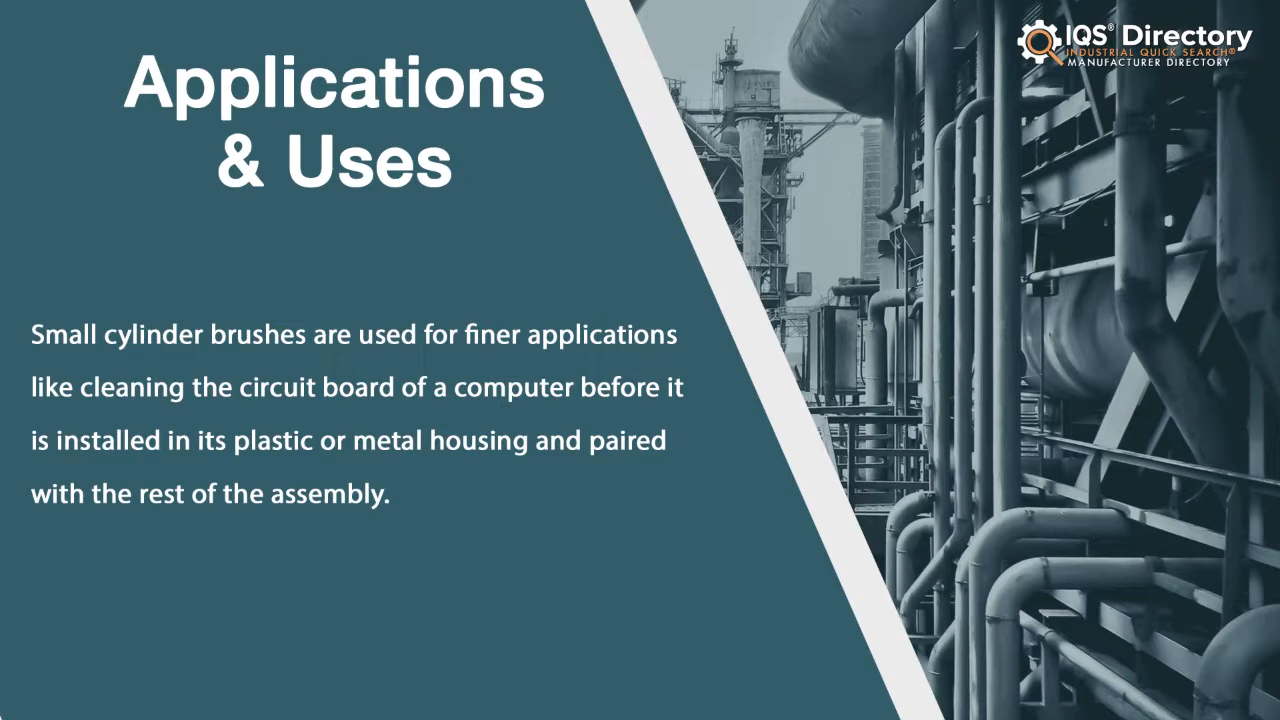 Applications
& Uses
Small cylinder brushes are used for finer applications
like cleaning the circuit board of a computer before it
is installed in its plastic or metal housing and paired
with the rest of the assembly.
IQS® Directory
INDUSTRIAL QUICK SEARCH®
MANUFACTURER DIRECTORY